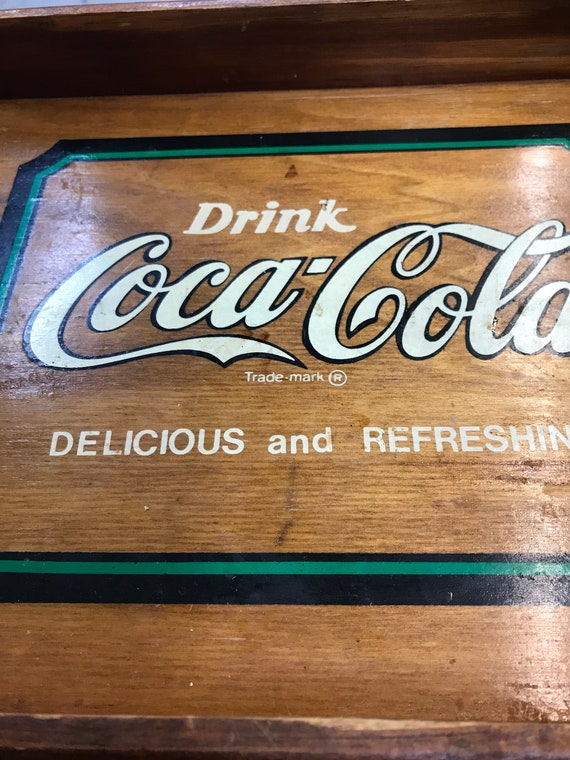 Drink
Coca-Cola
Trade-mark ®
DELICIOUS and REFRESHIN